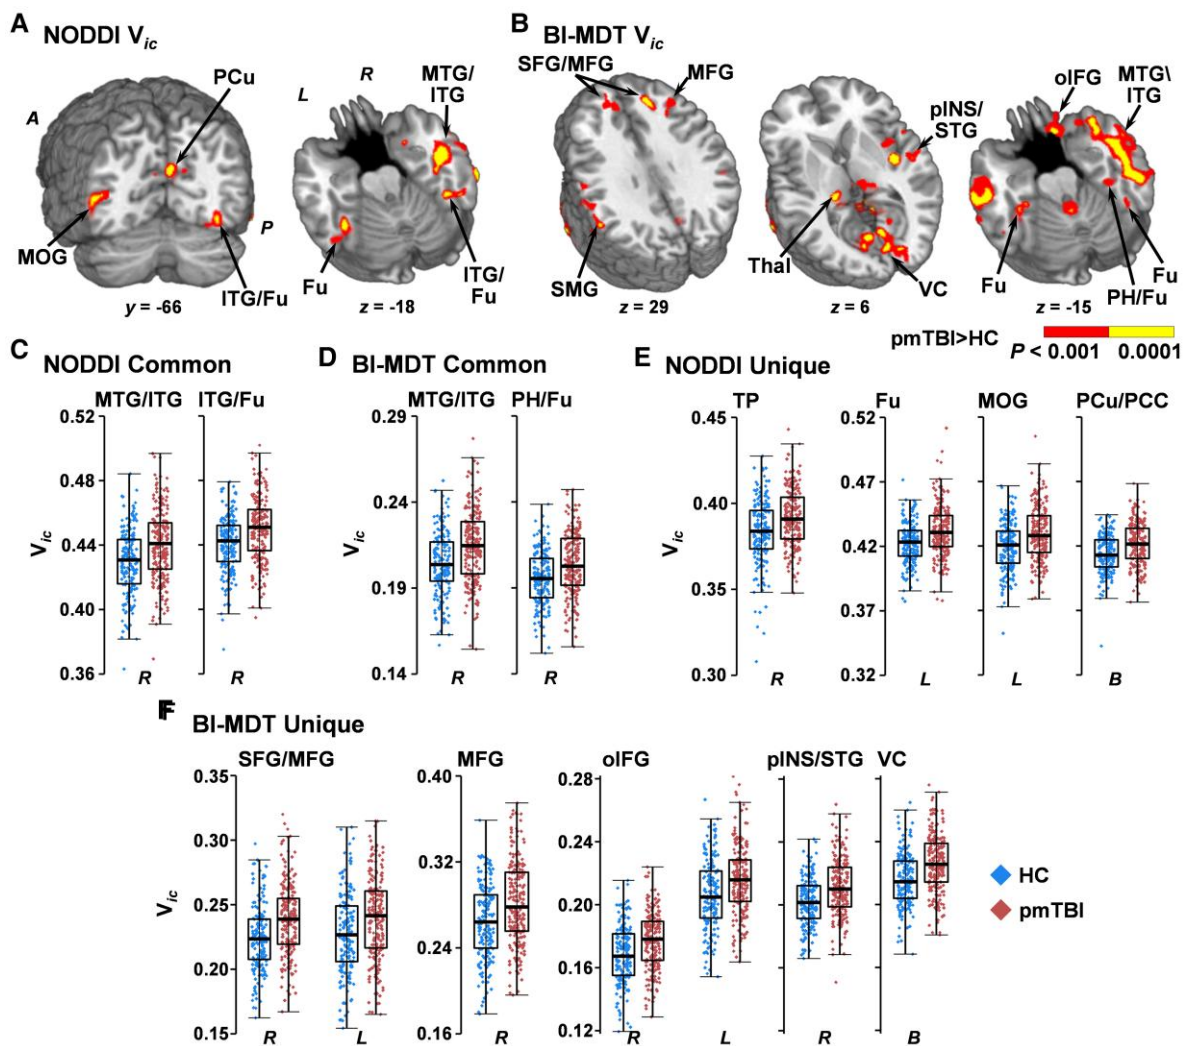 A NODDI Vic
B BI-MDT Vic
PCu
MTG/
ITG
R
L
A
P
MOG
ITG/Fu
Fu
ITG/
Fu
y = -66
z = -18
SFG/MFG
MFG
SMG
z = 29
pINS/
STG
Thal
VC
z = 6
oIFG
MTG\
ITG
Fu
PH/Fu
Fu
z = -15
pmTBI>HC
P < 0.001 0.0001
C NODDI Common
MTG/ITG ITG/Fu
Vic
0.52
0.48
0.44
0.40
0.36
R R
D BI-MDT Common
MTG/ITG PH/Fu
Vic
0.29
0.24
0.19
0.14
R R
E NODDI Unique
TP Fu MOG PCu/PCC
Vic
0.45
0.40
0.35
0.30
R
0.52
0.47
0.42
0.37
0.32
L L B
F BI-MDT Unique
SFG/MFG MFG oIFG pINS/STG VC
Vic
0.35
0.30
0.25
0.20
0.15
R L
0.40
0.32
0.24
0.16
R
0.28
0.24
0.20
0.16
0.12
R L R B
HC
pmTBI